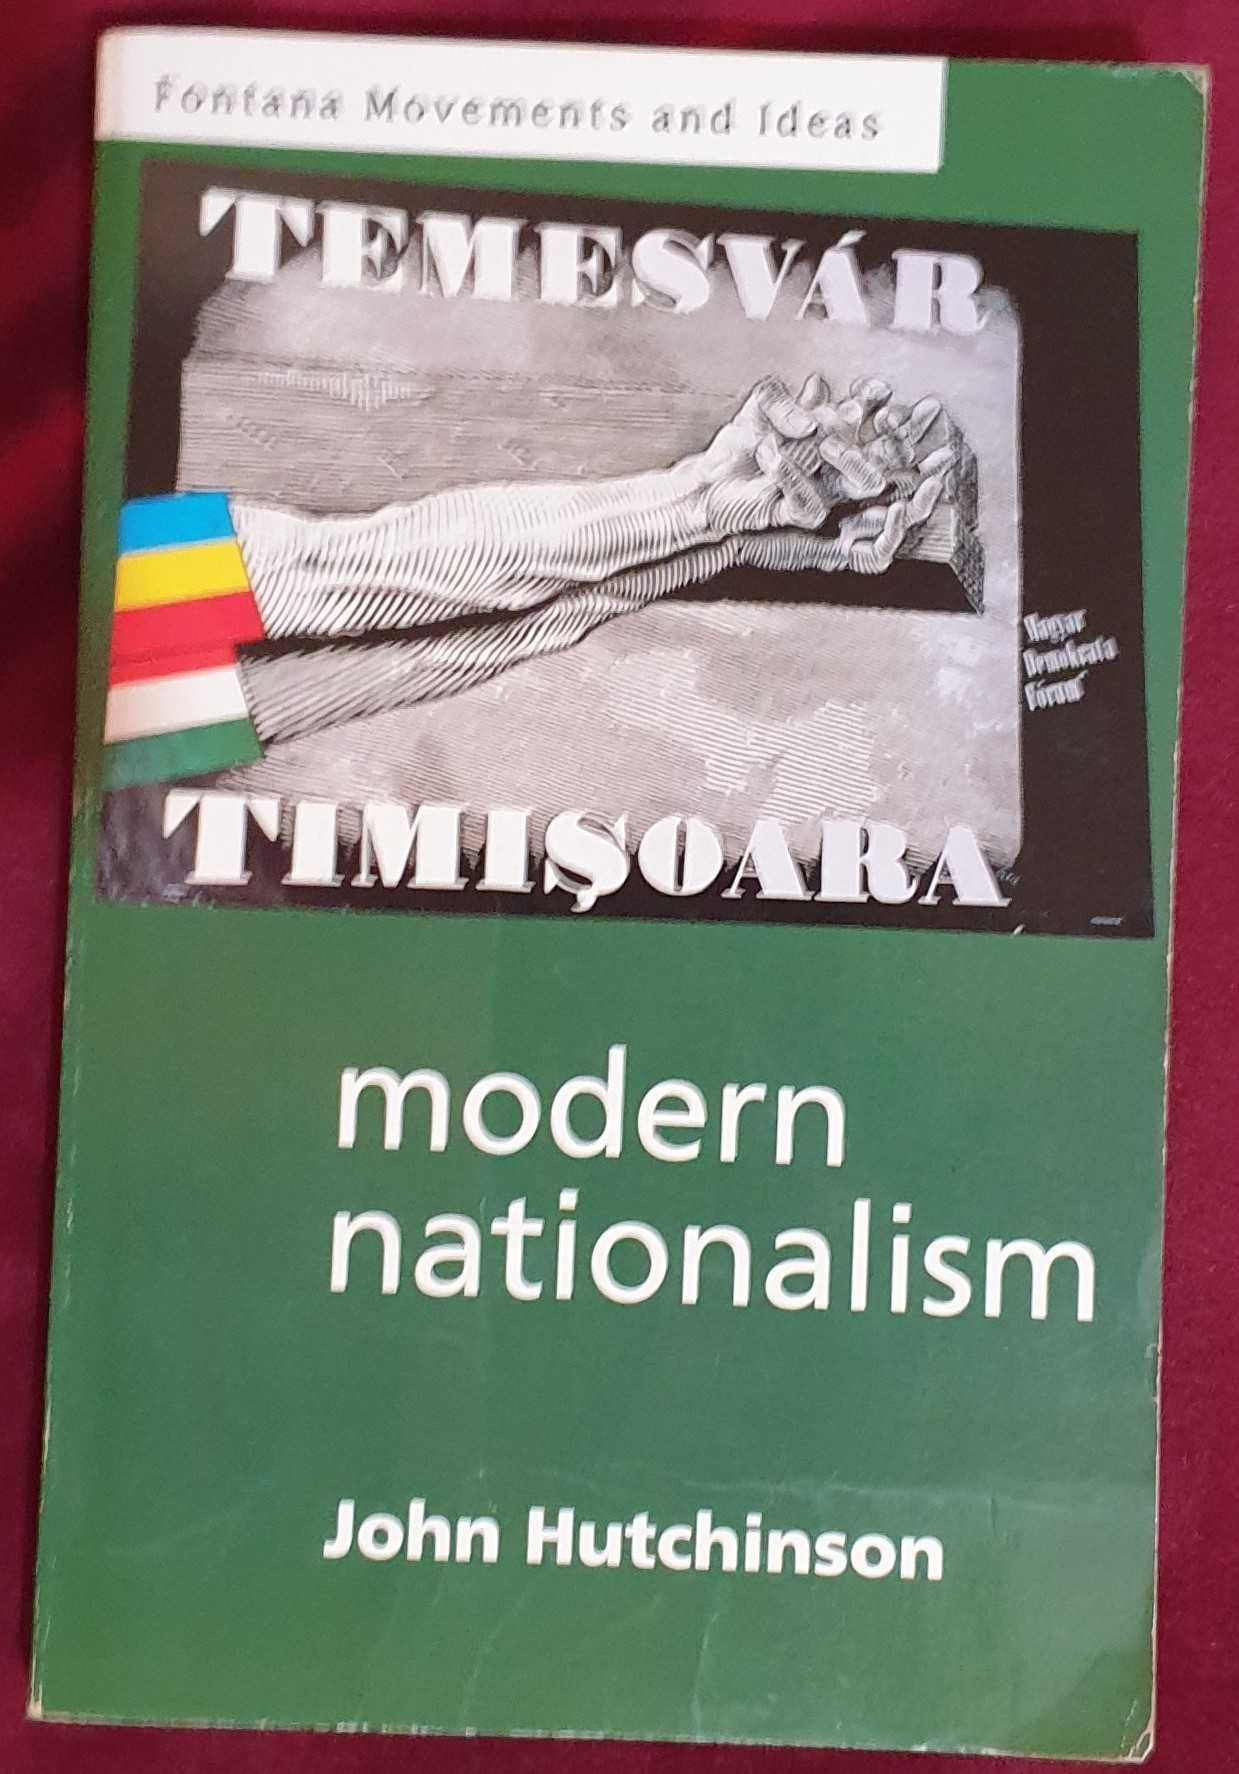 Fontana Movements and Ideas
TEMESVÁR
Magyar
Demokrata
Fórum
TIMIŞOARA
modern
nationalism
John Hutchinson